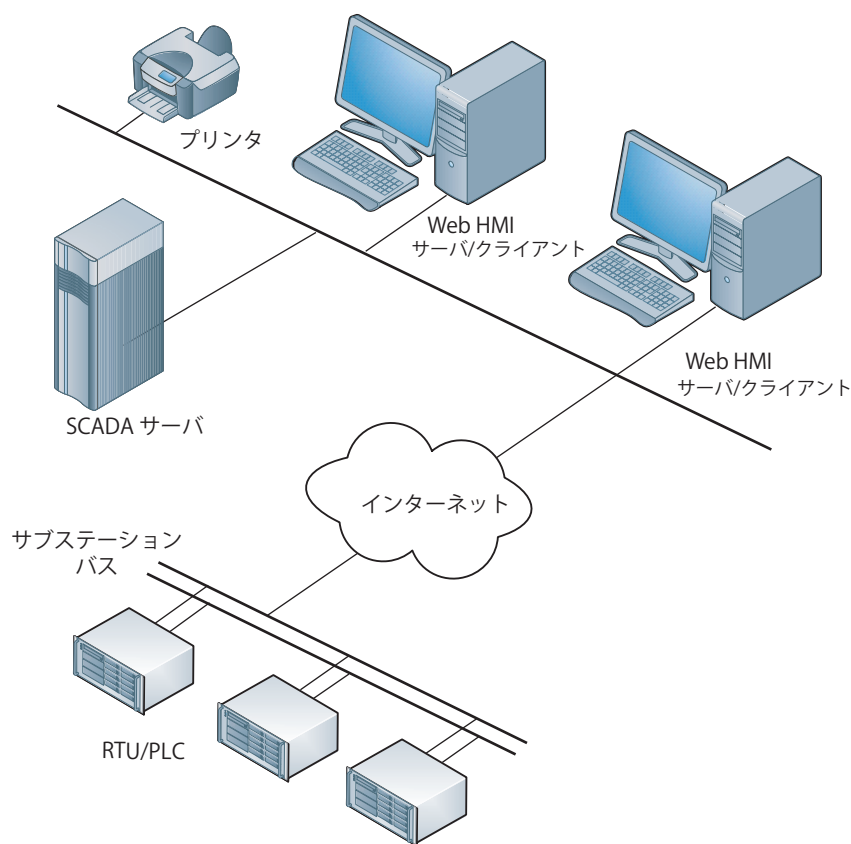 プリンタ
Web HMI
サーバ/クライアント
Web HMI
サーバ/クライアント
SCADA サーバ
インターネット
サブステーション
バス
RTU/PLC